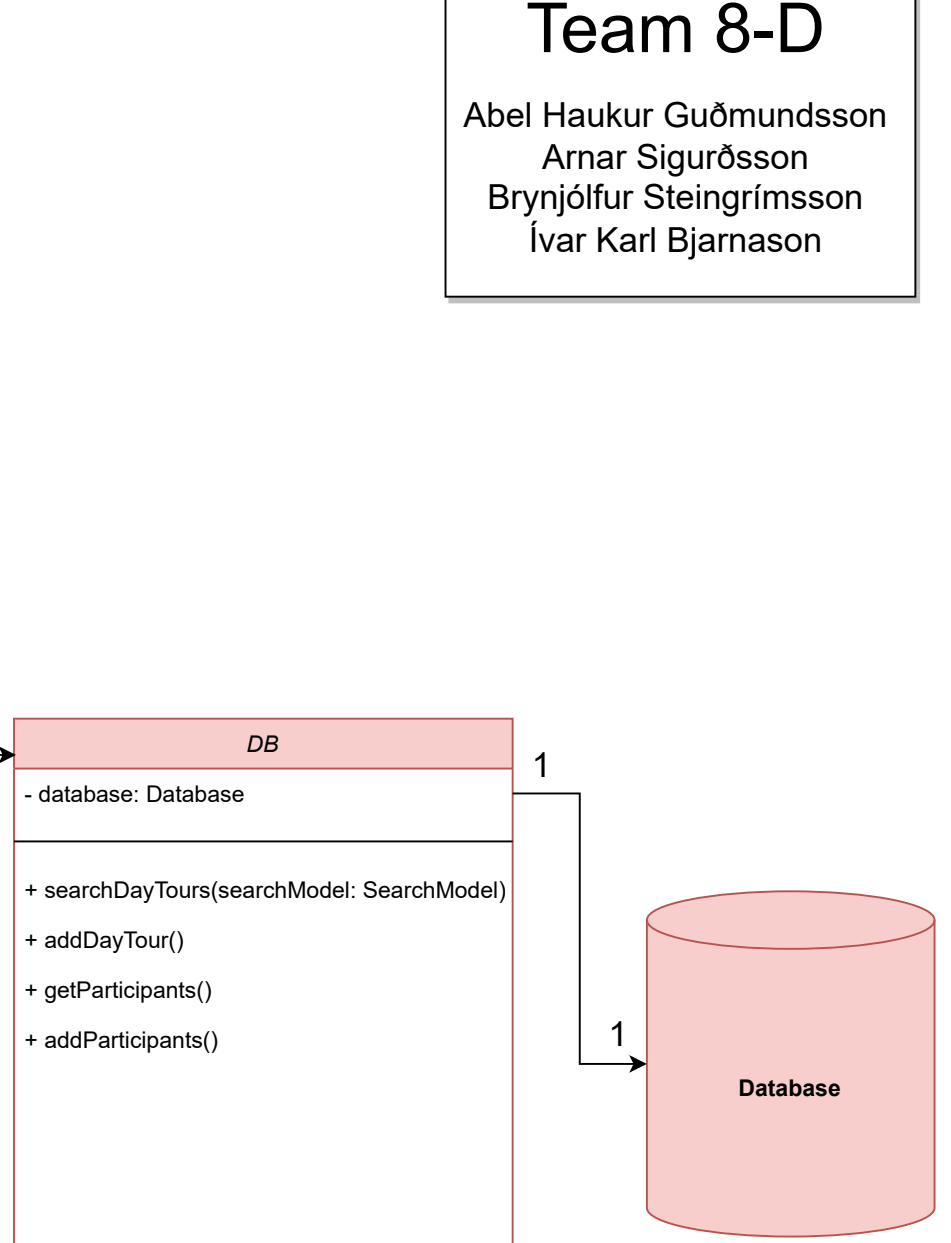 Team 8-D
Abel Haukur Guðmundsson
Arnar Sigurðsson
Brynjólfur Steingrímsson
Ívar Karl Bjarnason
DB
- database: Database
+ searchDayTours(searchModel: SearchModel)
+ addDayTour()
+ getParticipants()
+ addParticipants()
1
1
Database